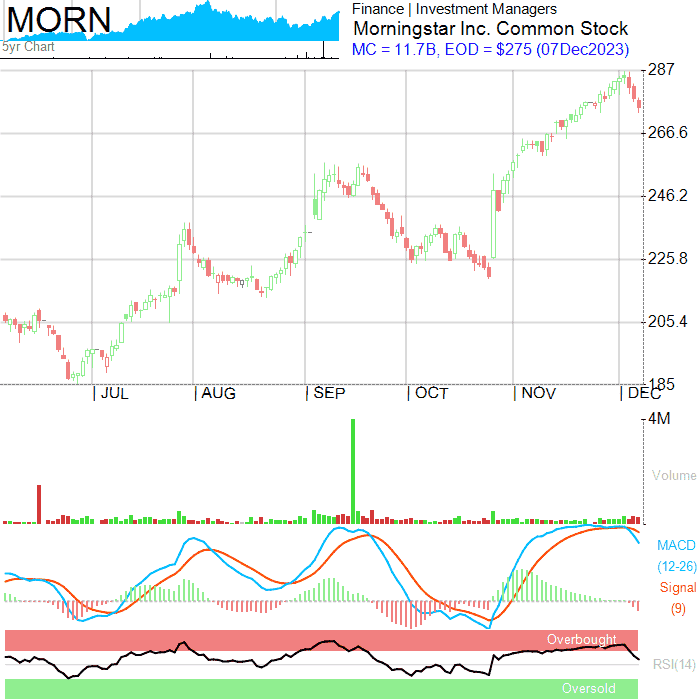 MORN
5yr Chart
Finance | Investment Managers
Morningstar Inc. Common Stock
MC = 11.7B, EOD = $275 (07Dec2023)
287
266.6
246.2
225.8
205.4
185
JUL AUG SEP OCT NOV DEC
4M
Volume
MACD
(12-26)
Signal
(9)
Overbought
RSI(14)
Oversold